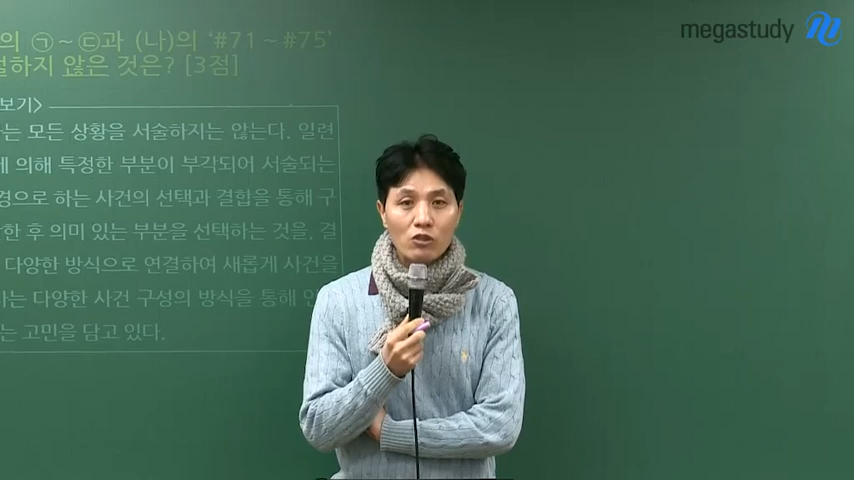 megastudy
의 ㉠~㉢과 (나)의 '#71~#75'
하지 않은 것은? [3점]
보기>
는 모든 상황을 서술하지는 않는다. 일련
에 의해 특정한 부분이 부각되어 서술되는
경으로 하는 사건의 선택과 결합을 통해 구
한 후 의미 있는 부분을 선택하는 것을, 결
다양한 방식으로 연결하여 새롭게 사건을
는 다양한 사건 구성의 방식을 통해
는 고민을 담고 있다.